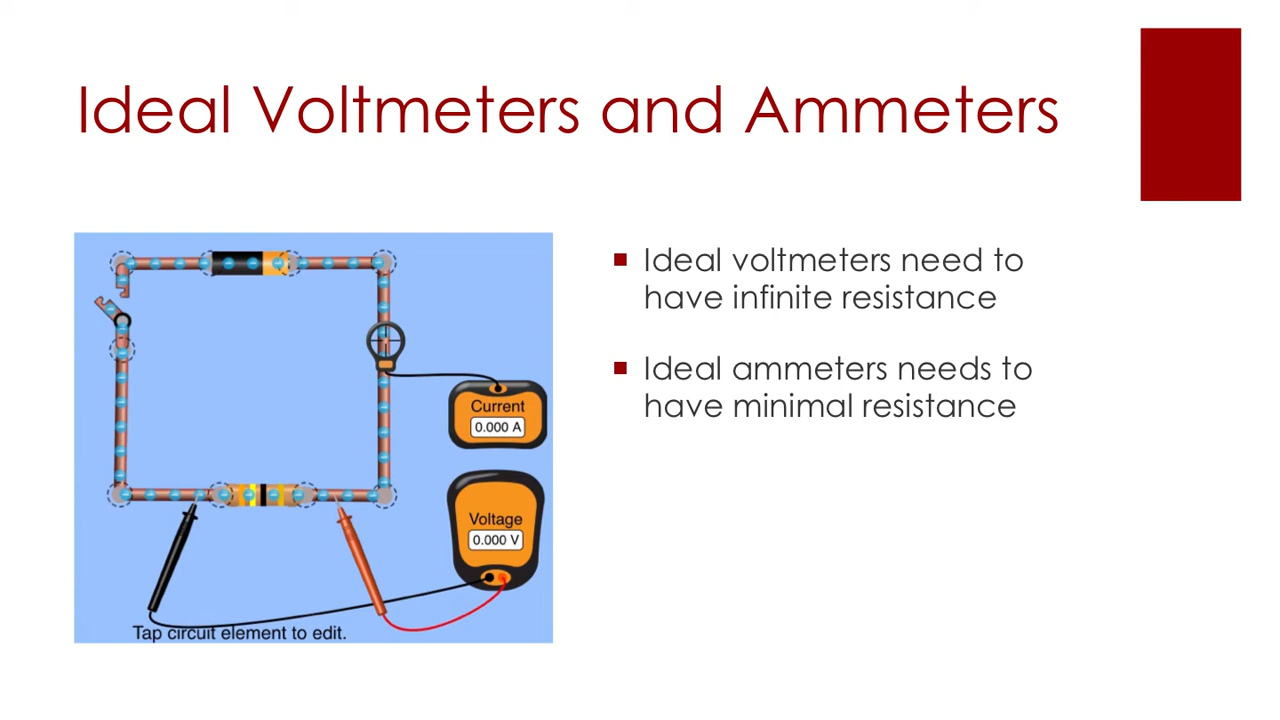 Ideal Voltmeters and Ammeters
Ideal voltmeters need to
have infinite resistance
Ideal ammeters needs to
have minimal resistance
Current
0.000 A
Voltage
0.000 V
Tap circuit element to edit.